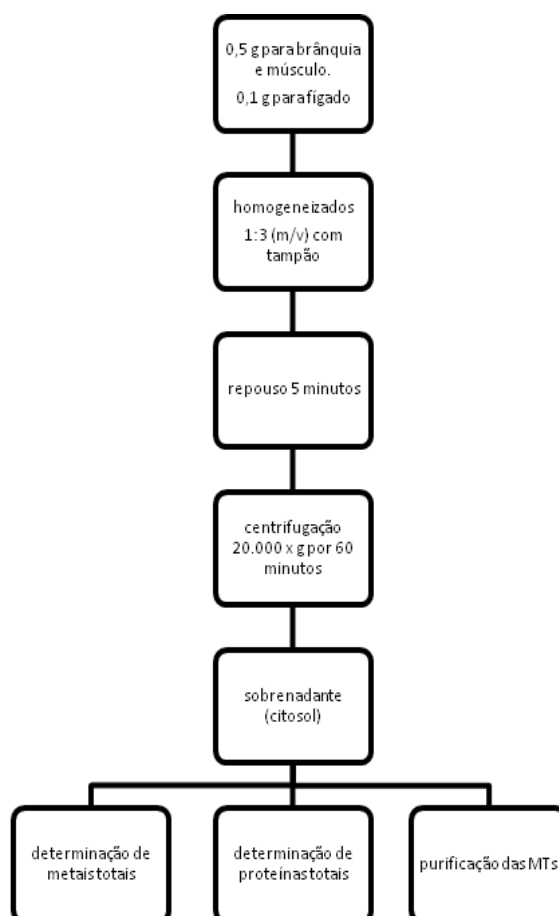 0,5 g para brânquia
e músculo.
0,1 g para fígado
homogeneizados
1:3 (m/v) com
tampão
repouso 5 minutos
centrifugação
20.000 x g por 60
minutos
sobrenadante
(citosol)
determinação de
metais totais
determinação de
proteínas totais
purificação das MTs